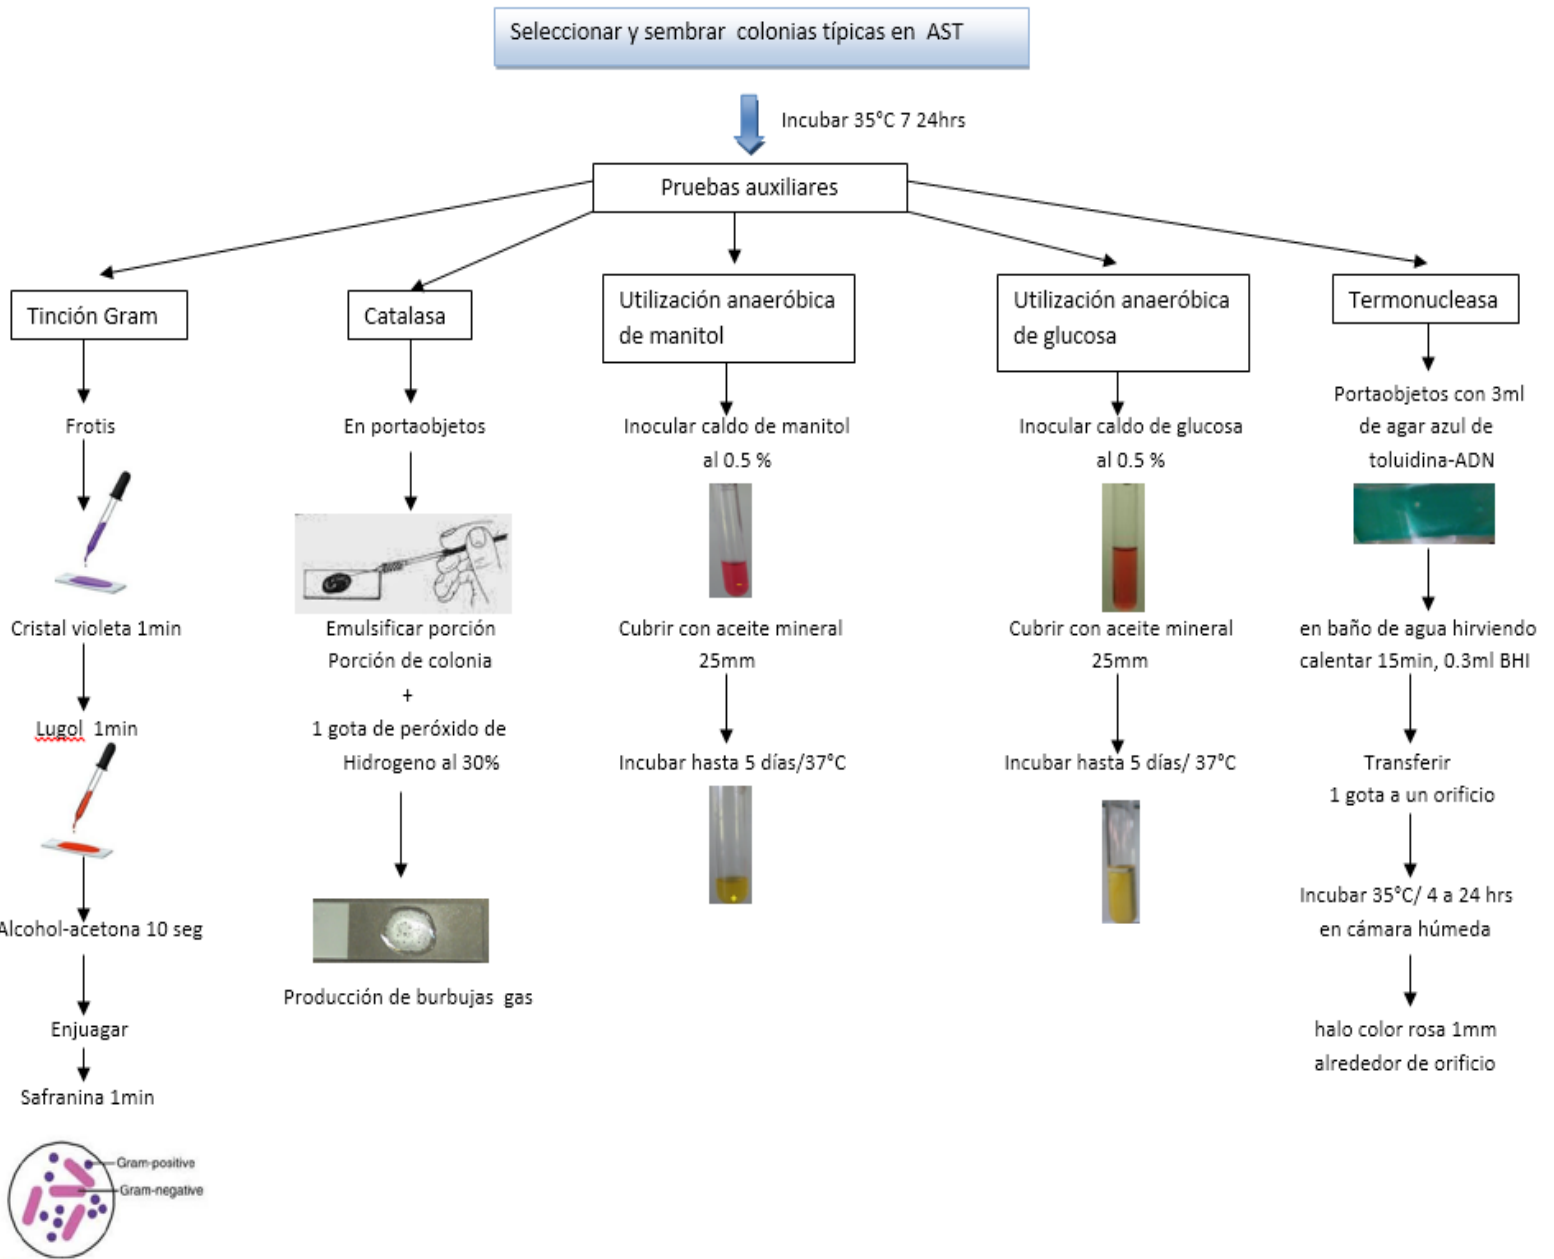 Seleccionar y sembrar colonias típicas en AST
Incubar 35°C 7 24hrs
Pruebas auxiliares
Tinción Gram
Frotis
Cristal violeta 1min
Lugol 1min
Alcohol-acetona 10 seg
Enjuagar
Safranina 1min
Gram-positive
Gram-negative
Catalasa
En portaobjetos
Emulsificar porción
Porción de colonia
+
1 gota de peróxido de
Hidrogeno al 30%
Producción de burbujas gas
Utilización anaeróbica
de manitol
Inocular caldo de manitol
al 0.5 %
Cubrir con aceite mineral
25mm
Incubar hasta 5 días/37°C
Utilización anaeróbica
de glucosa
Inocular caldo de glucosa
al 0.5 %
Cubrir con aceite mineral
25mm
Incubar hasta 5 días/ 37°C
Termonucleasa
Portaobjetos con 3ml
de agar azul de
toluidina-ADN
en baño de agua hirviendo
calentar 15min, 0.3ml BHI
Transferir
1 gota a un orificio
Incubar 35°C/ 4 a 24 hrs
en cámara húmeda
halo color rosa 1mm
alrededor de orificio